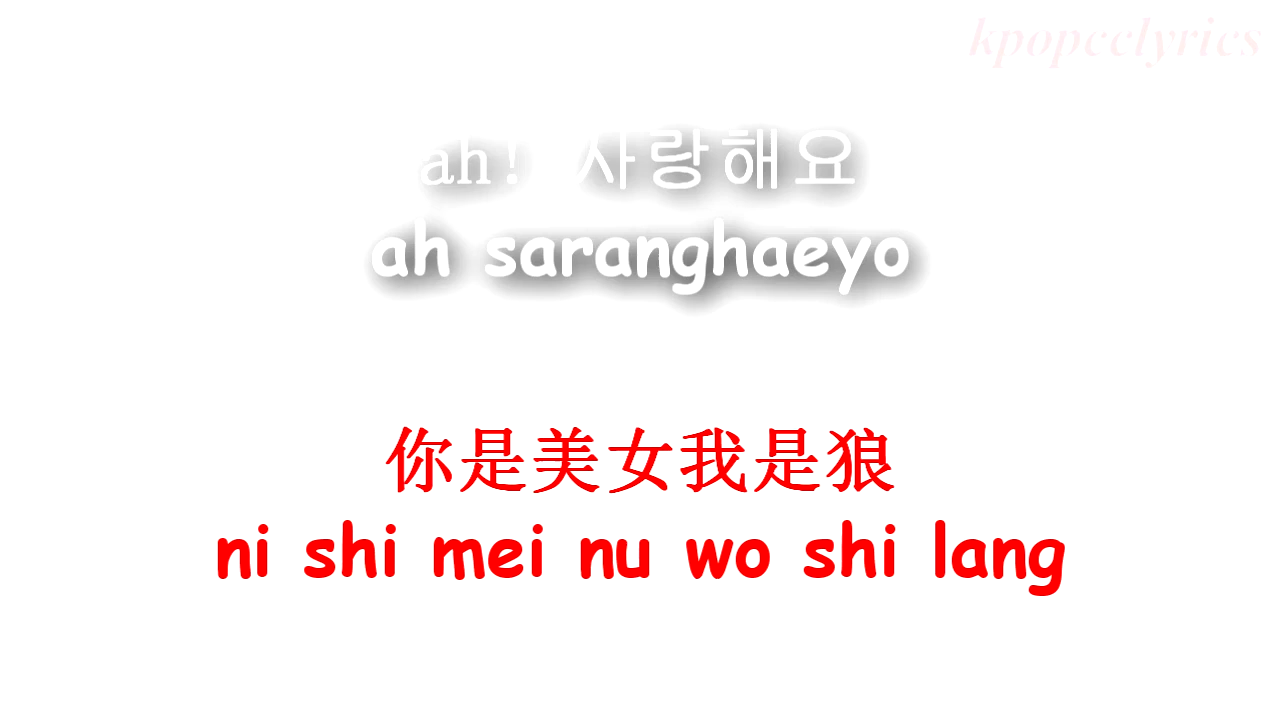 kpopcclyrics
ah! 사랑해요
ah saranghaeyo
你是美女我是狼
ni shi mei nu wo shi lang